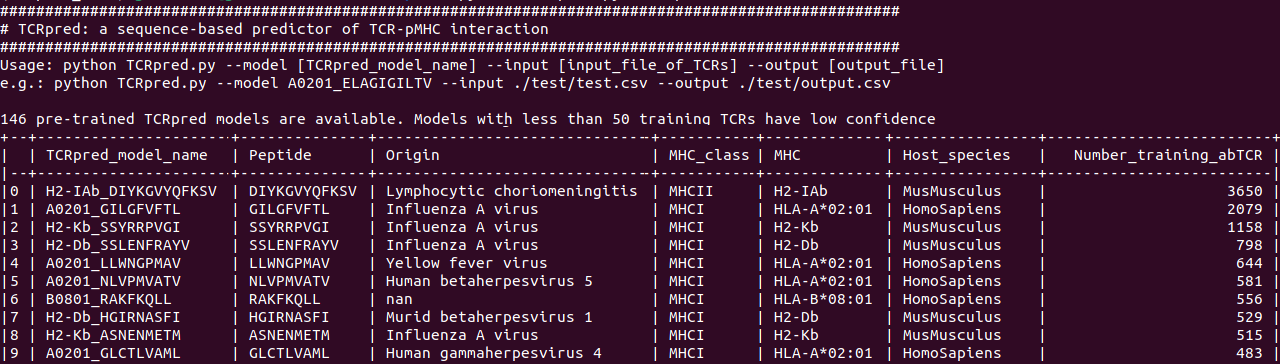 ####################################################################################################
# TCRpred: a sequence-based predictor of TCR-pMHC interaction
####################################################################################################
Usage: python TCRpred.py --model [TCRpred_model_name] --input [input_file_of_TCRs] --output [output_file]
e.g.: python TCRpred.py --model A0201_ELAGIGILTV --input ./test/test.csv --output ./test/output.csv
146 pre-trained TCRpred models are available. Models with less than 50 training TCRs have low confidence
| | TCRpred_model_name | Peptide | Origin | MHC_class | MHC | Host_species | Number_training_abTCR |
|0 | H2-IAb_DIYKGVYQFKSV | DIYKGVYQFKSV | Lymphocytic choriomeningitis | MHCII | H2-IAb | MusMusculus | 3650 |
|1 | A0201_GILGFVFTL | GILGFVFTL | Influenza A virus | MHCI | HLA-A*02:01 | HomoSapiens | 2079 |
|2 | H2-Kb_SSYRRPVGI | SSYRRPVGI | Influenza A virus | MHCI | H2-Kb | MusMusculus | 1158 |
|3 | H2-Db_SSLENFRAYV | SSLENFRAYV | Influenza A virus | MHCI | H2-Db | MusMusculus | 798 |
|4 | A0201_LLWNGPMAV | LLWNGPMAV | Yellow fever virus | MHCI | HLA-A*02:01 | HomoSapiens | 644 |
|5 | A0201_NLVPMVATV | NLVPMVATV | Human betaherpesvirus 5 | MHCI | HLA-A*02:01 | HomoSapiens | 581 |
|6 | B0801_RAKFKQLL | RAKFKQLL | nan | MHCI | HLA-B*08:01 | HomoSapiens | 556 |
|7 | H2-Db_HGIRNASFI | HGIRNASFI | Murid betaherpesvirus 1 | MHCI | H2-Db | MusMusculus | 529 |
|8 | H2-Kb_ASNENMETM | ASNENMETM | Influenza A virus | MHCI | H2-Kb | MusMusculus | 515 |
|9 | A0201_GLCTLVAML | GLCTLVAML | Human gammaherpesvirus 4 | MHCI | HLA-A*02:01 | HomoSapiens | 483 |